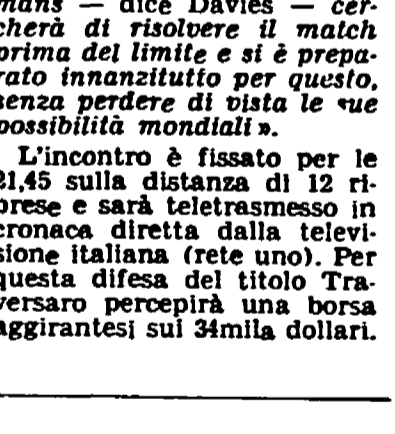 mans — dice Davies — cer-
cherà di risolvere il match
prima del limite e si è prepa-
rato innanzitutto per questo,
senza perdere di vista le sue
possibilità mondiali».
L'incontro è fissato per le
21,45 sulla distanza di 12 ri-
prese e sarà teletrasmesso in
cronaca diretta dalla televi-
sione italiana (rete uno). Per
questa difesa del titolo Tra-
versaro percepirà una borsa
aggirantesi sui 34mila dollari.